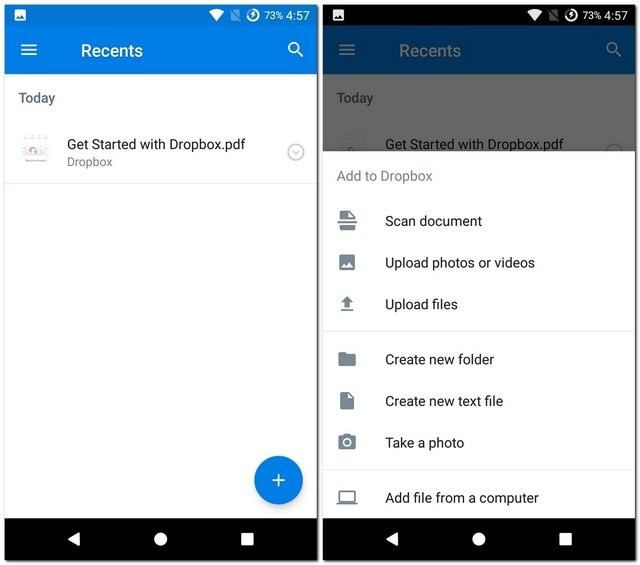 73% 4:57
Recents
Today
Get Started with Dropbox.pdf
Dropbox
73% 4:57
Recents
Today
Get Started with Dropbox.pdf
Add to Dropbox
Scan document
Upload photos or videos
Upload files
Create new folder
Create new text file
Take a photo
Add file from a computer